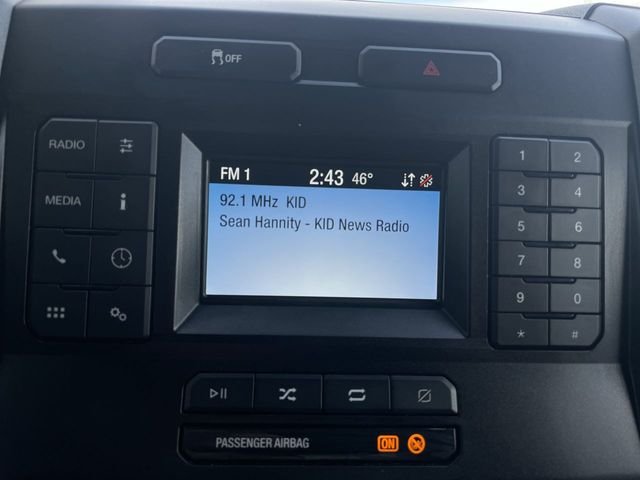 OFF
RADIO
MEDIA
i
FM 1 2:43 46°
92.1 MHz KID
Sean Hannity - KID News Radio
1 2
3 4
5 6
7 8
9 0
* #
PASSENGER AIRBAG ON